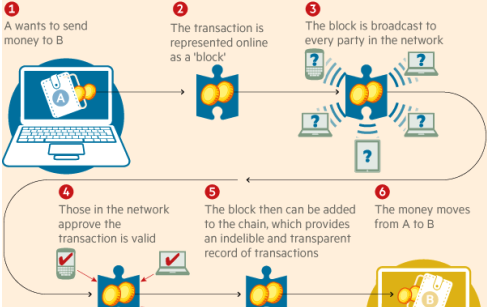 1
A wants to send
money to B
2
The transaction is
represented online
as a 'block'
3
The block is broadcast to
every party in the network
A
?
?
?
?
?
4
Those in the network
approve the
transaction is valid
5
The block then can be added
to the chain, which provides
an indelible and transparent
record of transactions
6
The money moves
from A to B
B